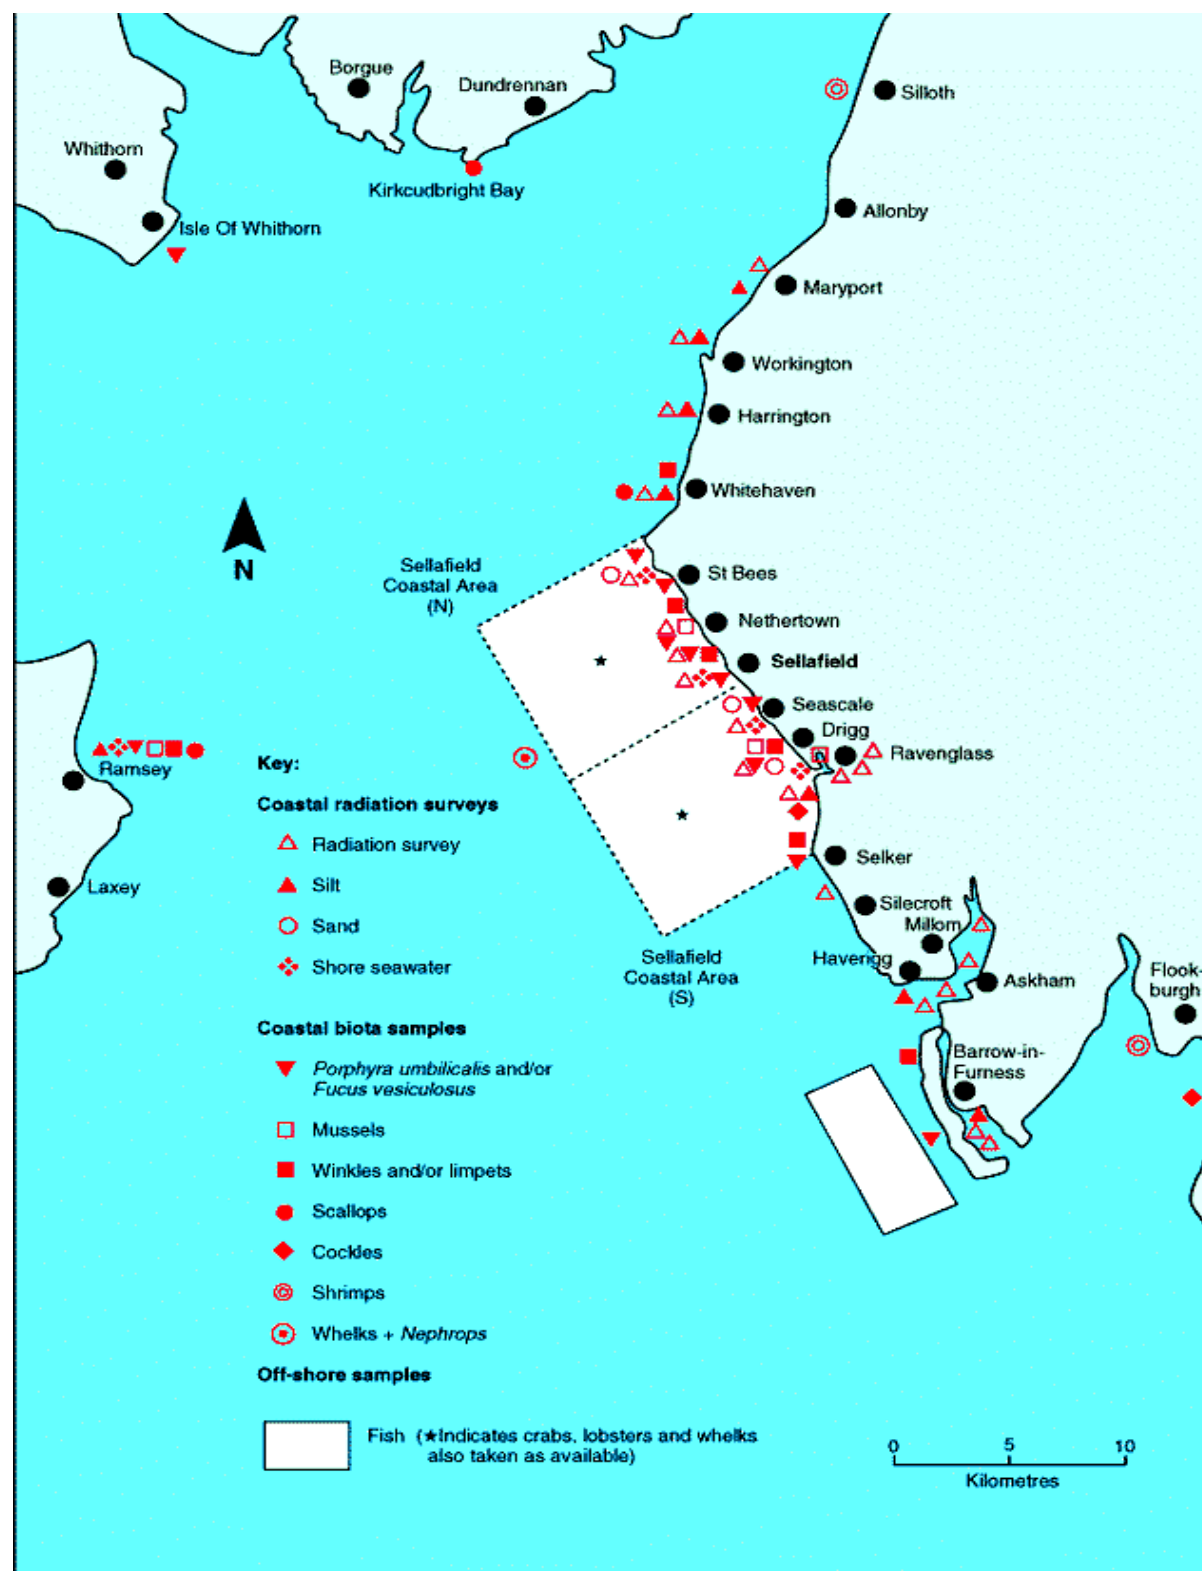 Borgue
Dundrennan
Silloth
Whithorn
Kirkcudbright Bay
Allonby
Isle Of Whithorn
Maryport
Workington
Harrington
Whitehaven
N
Sellafield
Coastal Area
(N)
St Bees
Nethertown
Sellafield
Seascale
Drigg
Ravenglass
Ramsey
Laxey
Selker
Silecroft
Millom
Haverigg
Askham
Flook-
burgh
Sellafield
Coastal Area
(S)
Barrow-in-
Furness
Key:
Coastal radiation surveys
Radiation survey
Silt
Sand
Shore seawater
Coastal biota samples
Porphyra umbilicalis and/or
Fucus vesiculosus
Mussels
Winkles and/or limpets
Scallops
Cockles
Shrimps
Whelks + Nephrops
Off-shore samples
Fish (★Indicates crabs, lobsters and whelks
also taken as available)
0 5 10
Kilometres